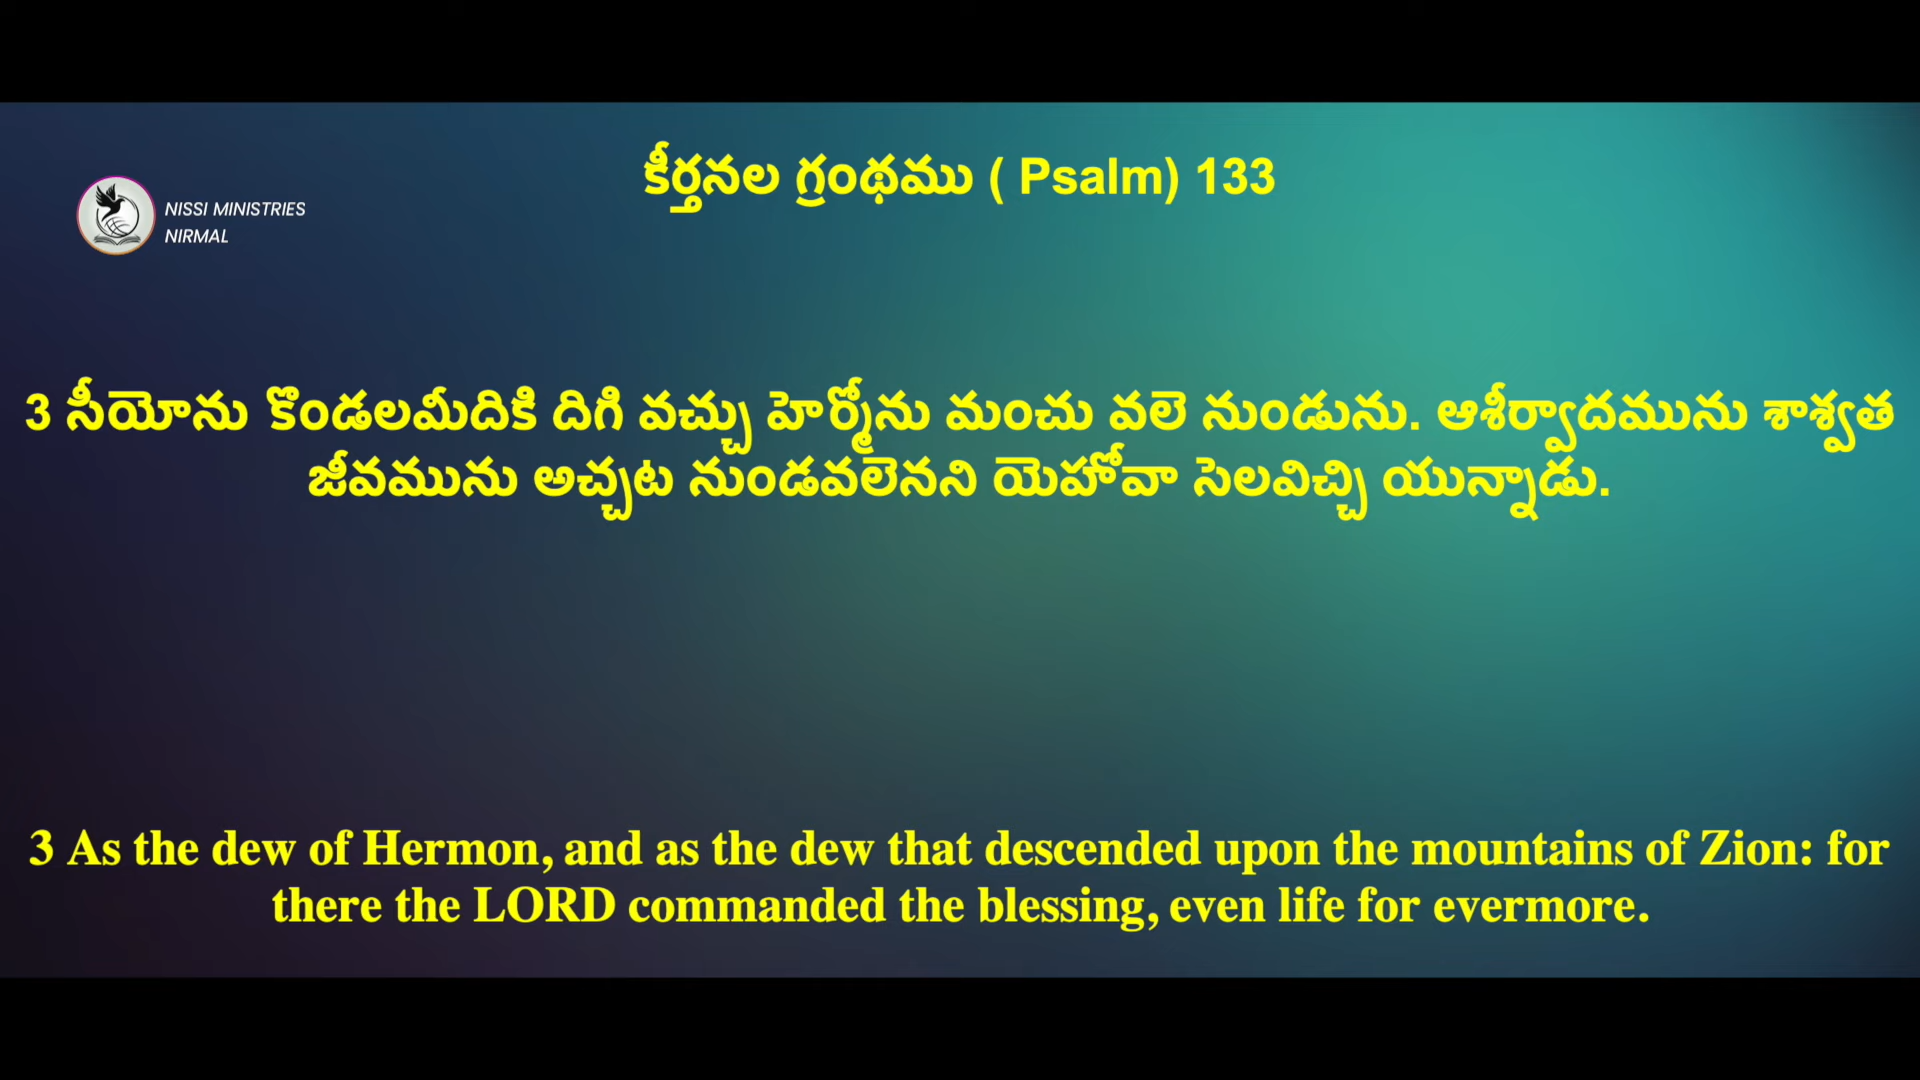 కీర్తనల గ్రంథము ( Psalm) 133
NISSI MINISTRIES
NIRMAL
3 సీయోను కొండలమీదికి దిగి వచ్చు హెర్మోను మంచు వలె నుండును. ఆశీర్వాదమును శాశ్వత
జీవమును అచ్చట నుండవలెనని యెహోవా సెలవిచ్చి యున్నాడు.
3 As the dew of Hermon, and as the dew that descended upon the mountains of Zion: for
there the LORD commanded the blessing, even life for evermore.